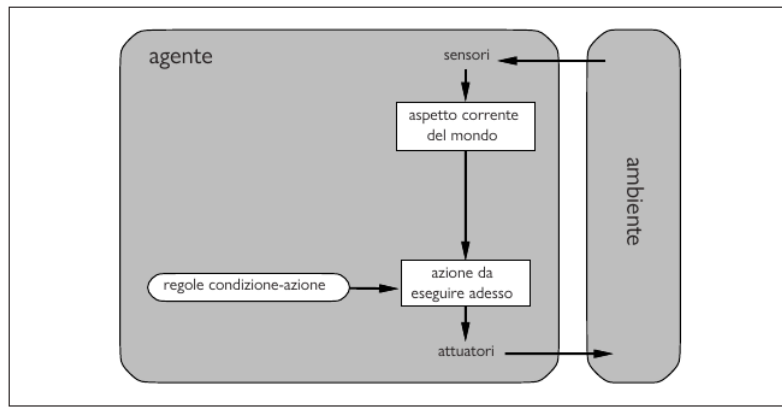 agente
sensori
aspetto corrente
del mondo
ambiente
regole condizione-azione
azione da
eseguire adesso
attuatori